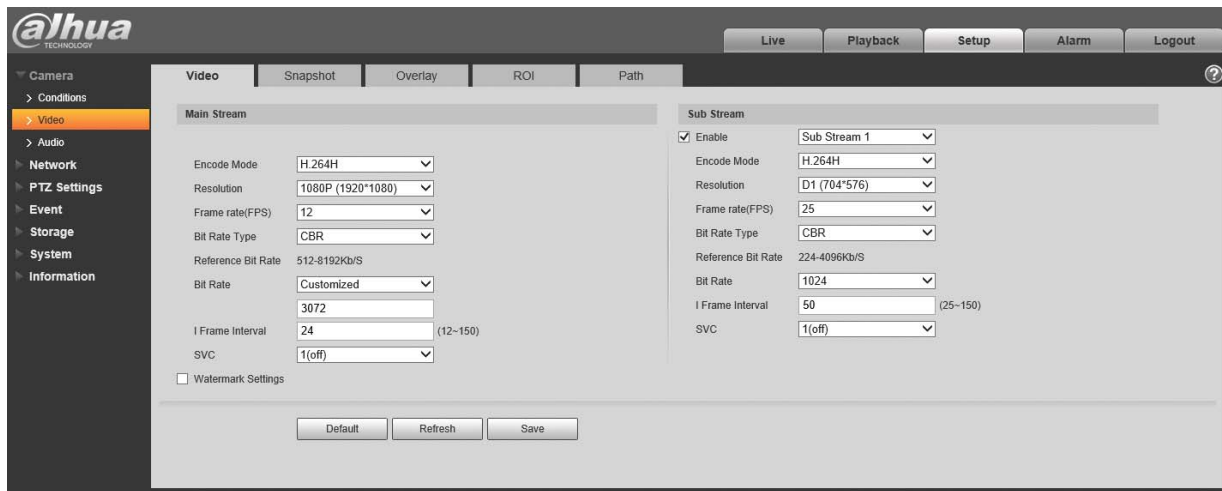 alhua
TECHNOLOGY
Live Playback Setup Alarm Logout
Camera
> Conditions
> Video
> Audio
Network
PTZ Settings
Event
Storage
System
Information
Video Snapshot Overlay ROI Path
?
Main Stream
Encode Mode H.264H
Resolution 1080P (1920*1080)
Frame rate(FPS) 12
Bit Rate Type CBR
Reference Bit Rate 512-8192Kb/S
Bit Rate Customized
3072
I Frame Interval 24 (12~150)
SVC 1(off)
Watermark Settings
Sub Stream
Enable Sub Stream 1
Encode Mode H.264H
Resolution D1 (704*576)
Frame rate(FPS) 25
Bit Rate Type CBR
Reference Bit Rate 224-4096Kb/S
Bit Rate 1024
I Frame Interval 50 (25~150)
SVC 1(off)
Default Refresh Save